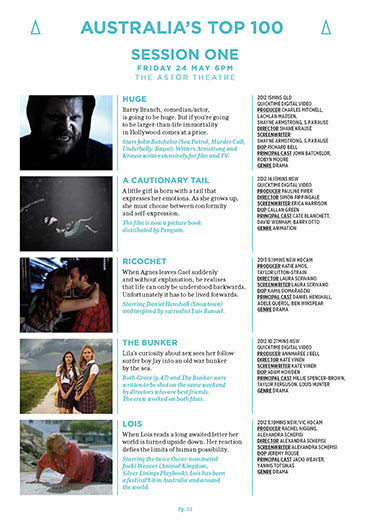 AUSTRALIA'S TOP 100
SESSION ONE
FRIDAY 24 MAY 6PM
THE ASTOR THEATRE
HUGE
Barry Branch, comedian/actor,
is going to be huge. But if you're going
to be larger-than-life immortality
in Hollywood comes at a price.
Stars John Batchelor (Sea Patrol, Murder Call,
Underbelly: Razor). Writers Armstrong and
Krause write extensively for film and TV.
2012 15MINS QLD
QUICKTIME DIGITAL VIDEO
PRODUCER CHARLES MITCHELL,
LACHLAN MADSEN,
SHAYNE ARMSTRONG, S.P.KRAUSE
DIRECTOR SHANE KRAUSE
SCREENWRITER
SHAYNE ARMSTRONG, S.P.KRAUSE
DOP RICHARD BELL
PRINCIPAL CAST JOHN BATCHELOR,
ROBYN MOORE
GENRE DRAMA
A CAUTIONARY TAIL
A little girl is born with a tail that
expresses her emotions. As she grows up,
she must choose between conformity
and self-expression.
The film is now a picture book
distributed by Penguin.
2012 14.15MINS NSW
QUICKTIME DIGITAL VIDEO
PRODUCER PAULINE PIPER
DIRECTOR SIMON RIPPINGALE
SCREENWRITER ERICA HARRISON
DOP CALLAN GREEN
PRINCIPAL CAST CATE BLANCHETT,
DAVID WENHAM, BARRY OTTO
GENRE ANIMATION
RICOCHET
When Agnes leaves Gael suddenly
and without explanation, he realises
that life can only be understood backwards.
Unfortunately it has to be lived forwards.
Starring Daniel Henshall (Snowtown)
and inspired by surrealist Luis Bunuel.
2013 9.11MINS NSW HDCAM
PRODUCER KATIE AMOS,
TAYLOR LITTON-STRAIN
DIRECTOR LAURA SCRIVANO
SCREENWRITER LAURA SCRIVANO
DOP KAMIL DOMARADZKI
PRINCIPAL CAST DANIEL HENSHALL,
ADELE QUEROL, BEN WINSPEAR
GENRE DRAMA
THE BUNKER
Lila's curiosity about sex sees her follow
surfer boy Jay into an old war bunker
by the sea.
Both Grace (p.47) and The Bunker were
written to be shot on the same weekend
by directors who are best friends.
The crew worked on both films.
2012 10.27MINS NSW
QUICKTIME DIGITAL VIDEO
PRODUCER ANNMAREE J BELL
DIRECTOR KATE VINEN
SCREENWRITER KATE VINEN
DOP ADAM HOWDEN
PRINCIPAL CAST MILLIE SPENCER-BROWN,
TAYLOR FERGUSON, LOUIS HUNTER
GENRE DRAMA
LOIS
When Lois reads a long awaited letter her
world is turned upside down. Her reaction
defies the limits of human possibility.
Starring the twice Oscar-nominated
Jacki Weaver (Animal Kingdom,
Silver Linings Playbook), Lois has been
a festival hit in Australia and around
the world.
2012 8.19MINS NSW/VIC HDCAM
PRODUCER RACHEL HIGGINS,
ALEXANDRA SCHEPISI
DIRECTOR ALEXANDRA SCHEPISI
SCREENWRITER ALEXANDRA SCHEPISI
DOP JEREMY ROUSE
PRINCIPAL CAST JACKI WEAVER,
YANNIS TOTSIKAS
GENRE DRAMA